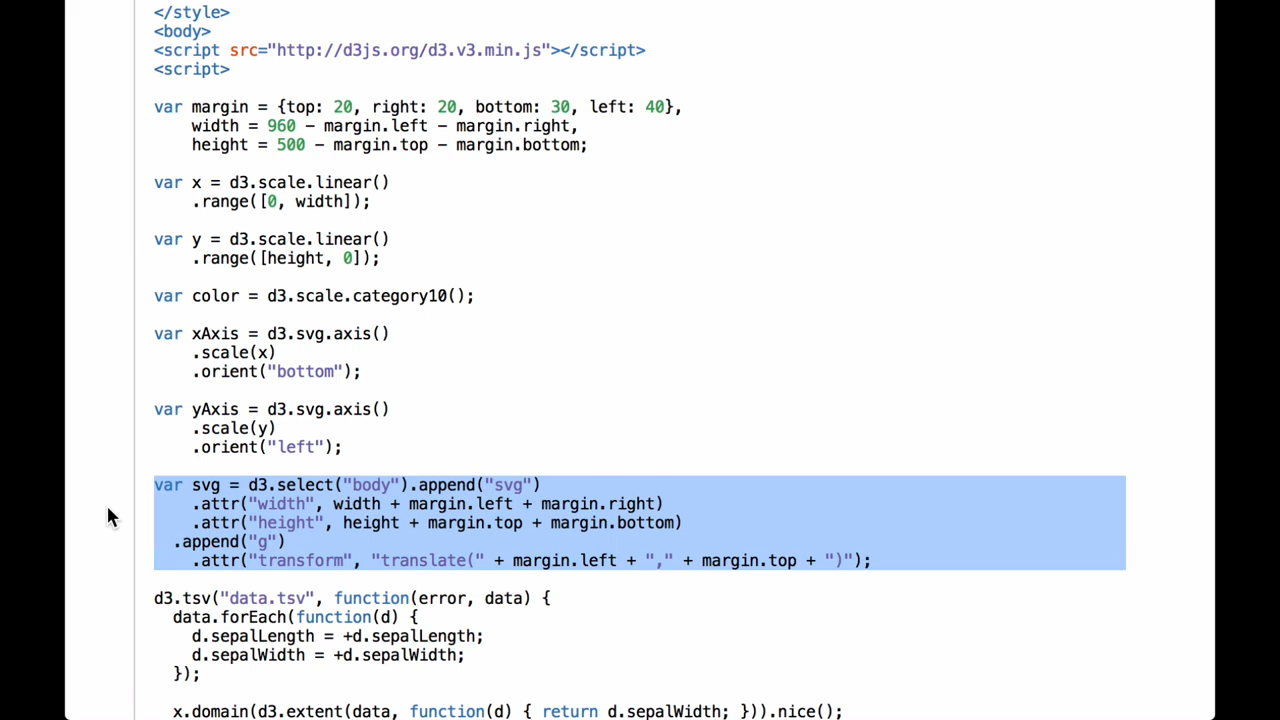 </style>
<body>
<script src="http://d3js.org/d3.v3.min.js"></script>
<script>
var margin = {top: 20, right: 20, bottom: 30, left: 40},
    width = 960 - margin.left - margin.right,
    height = 500 - margin.top - margin.bottom;
var x = d3.scale.linear()
    .range([0, width]);
var y = d3.scale.linear()
    .range([height, 0]);
var color = d3.scale.category10();
var xAxis = d3.svg.axis()
    .scale(x)
    .orient("bottom");
var yAxis = d3.svg.axis()
    .scale(y)
    .orient("left");
var svg = d3.select("body").append("svg")
    .attr("width", width + margin.left + margin.right)
    .attr("height", height + margin.top + margin.bottom)
  .append("g")
    .attr("transform", "translate(" + margin.left + "," + margin.top + ")");
d3.tsv("data.tsv", function(error, data) {
  data.forEach(function(d) {
    d.sepalLength = +d.sepalLength;
    d.sepalWidth = +d.sepalWidth;
  });
  x.domain(d3.extent(data, function(d) { return d.sepalWidth; })).nice();